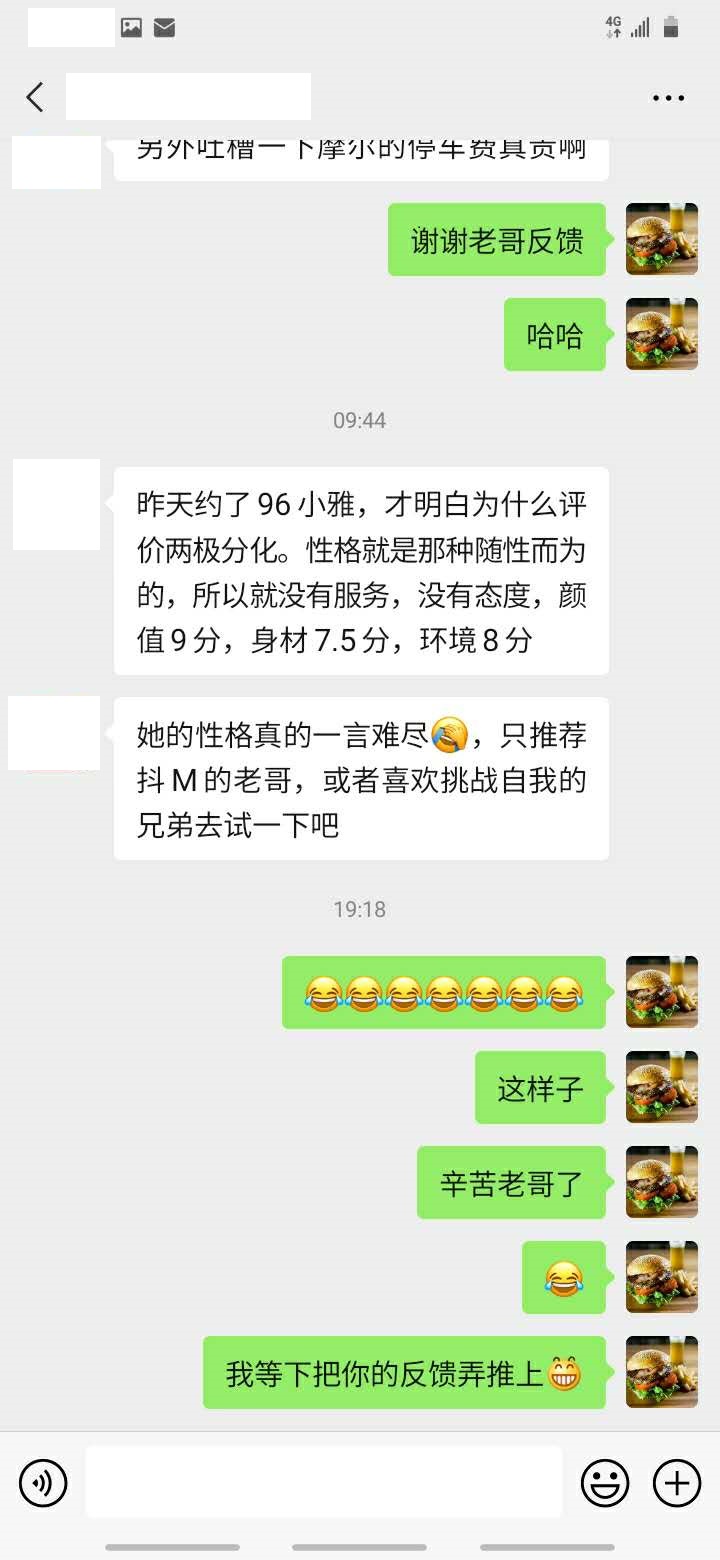 4G
另外吐槽一下摩尔的停车费真贵啊
谢谢老哥反馈
哈哈
09:44
昨天约了 96 小雅，才明白为什么评
价两极分化。性格就是那种随性而为
的，所以就没有服务，没有态度，颜
值 9 分，身材 7.5 分，环境 8 分
她的性格真的一言难尽🤣，只推荐
抖 M 的老哥，或者喜欢挑战自我的
兄弟去试一下吧
19:18
😂😂😂😂😂😂😂
这样子
辛苦老哥了
😂
我等下把你的反馈弄推上😁